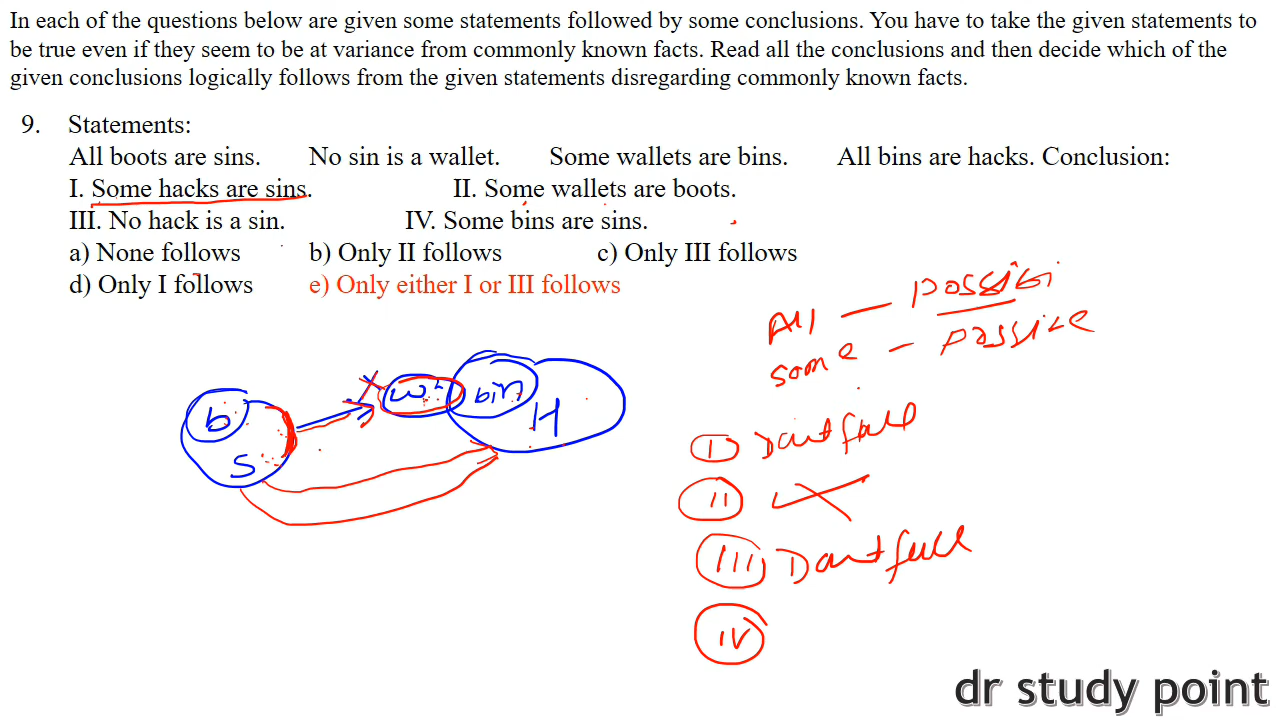 In each of the questions below are given some statements followed by some conclusions. You have to take the given statements to
be true even if they seem to be at variance from commonly known facts. Read all the conclusions and then decide which of the
given conclusions logically follows from the given statements disregarding commonly known facts.
9. Statements:
All boots are sins. No sin is a wallet. Some wallets are bins. All bins are hacks. Conclusion:
I. Some hacks are sins. II. Some wallets are boots.
III. No hack is a sin. IV. Some bins are sins.
a) None follows b) Only II follows c) Only III follows
d) Only I follows e) Only either I or III follows
All — possibi
some –
b
S
w
bin
H
I
II
III
IV
dr study point